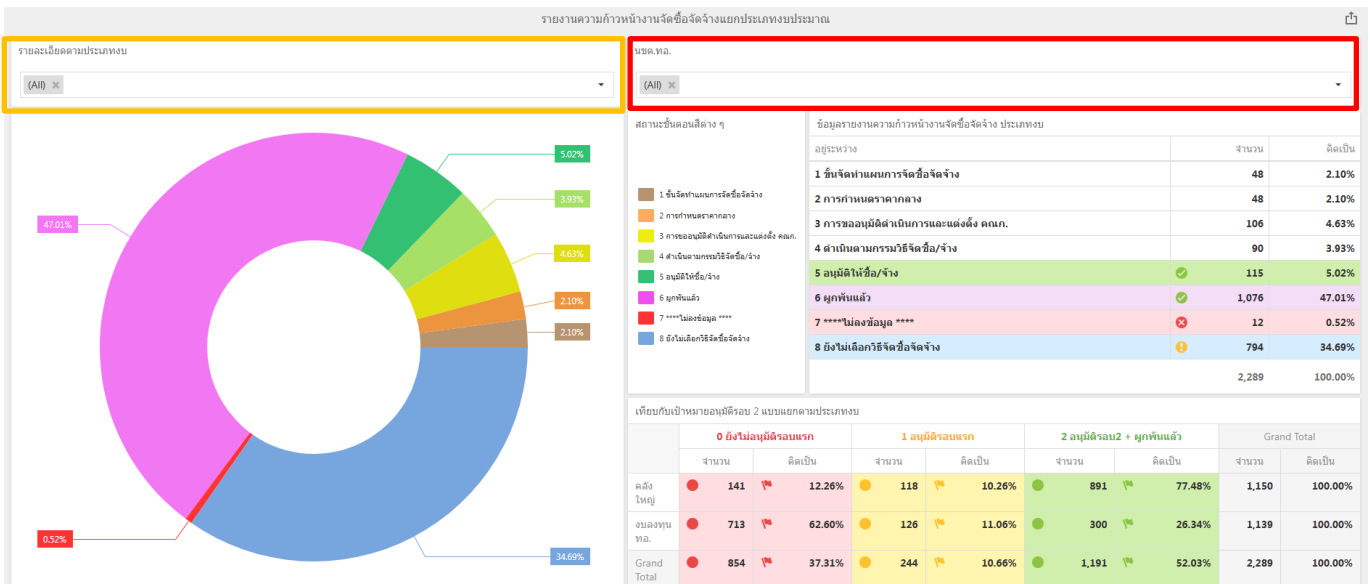 รายงานความก้าวหน้างานจัดซื้อจัดจ้างแยกประเภทงบประมาณ
รายละเอียดตามประเภทงบ
(All)
นขต.ทอ.
(All)
5.02%
3.93%
47.01%
4.63%
2.10%
2.10%
0.52%
34.69%
สถานะขั้นตอนสีต่าง ๆ
1 ขั้นจัดทำแผนการจัดซื้อจัดจ้าง
2 การกำหนดราคากลาง
3 การขออนุมัติดำเนินการและแต่งตั้ง คณก.
4 ดำเนินตามกรรมวิธีจัดซื้อ/จ้าง
5 อนุมัติให้ซื้อ/จ้าง
6 ผูกพันแล้ว
7 ****ไม่ลงข้อมูล ****
8 ยังไม่เลือกวิธีจัดซื้อจัดจ้าง
ข้อมูลรายงานความก้าวหน้างานจัดซื้อจัดจ้าง ประเภทงบ
อยู่ระหว่าง จำนวน คิดเป็น
1 ขั้นจัดทำแผนการจัดซื้อจัดจ้าง 48 2.10%
2 การกำหนดราคากลาง 48 2.10%
3 การขออนุมัติดำเนินการและแต่งตั้ง คณก. 106 4.63%
4 ดำเนินตามกรรมวิธีจัดซื้อ/จ้าง 90 3.93%
5 อนุมัติให้ซื้อ/จ้าง 115 5.02%
6 ผูกพันแล้ว 1,076 47.01%
7 ****ไม่ลงข้อมูล **** 12 0.52%
8 ยังไม่เลือกวิธีจัดซื้อจัดจ้าง 794 34.69%
2,289 100.00%
เทียบกับเป้าหมายอนุมัติรอบ 2 แบบแยกตามประเภทงบ
0 ยังไม่อนุมัติรอบแรก 1 อนุมัติรอบแรก 2 อนุมัติรอบ2 + ผูกพันแล้ว Grand Total
จำนวน คิดเป็น จำนวน คิดเป็น จำนวน คิดเป็น จำนวน คิดเป็น
คลัง
ใหญ่ 141 12.26% 118 10.26% 891 77.48% 1,150 100.00%
งบลงทุน
ทอ. 713 62.60% 126 11.06% 300 26.34% 1,139 100.00%
Grand
Total 854 37.31% 244 10.66% 1,191 52.03% 2,289 100.00%